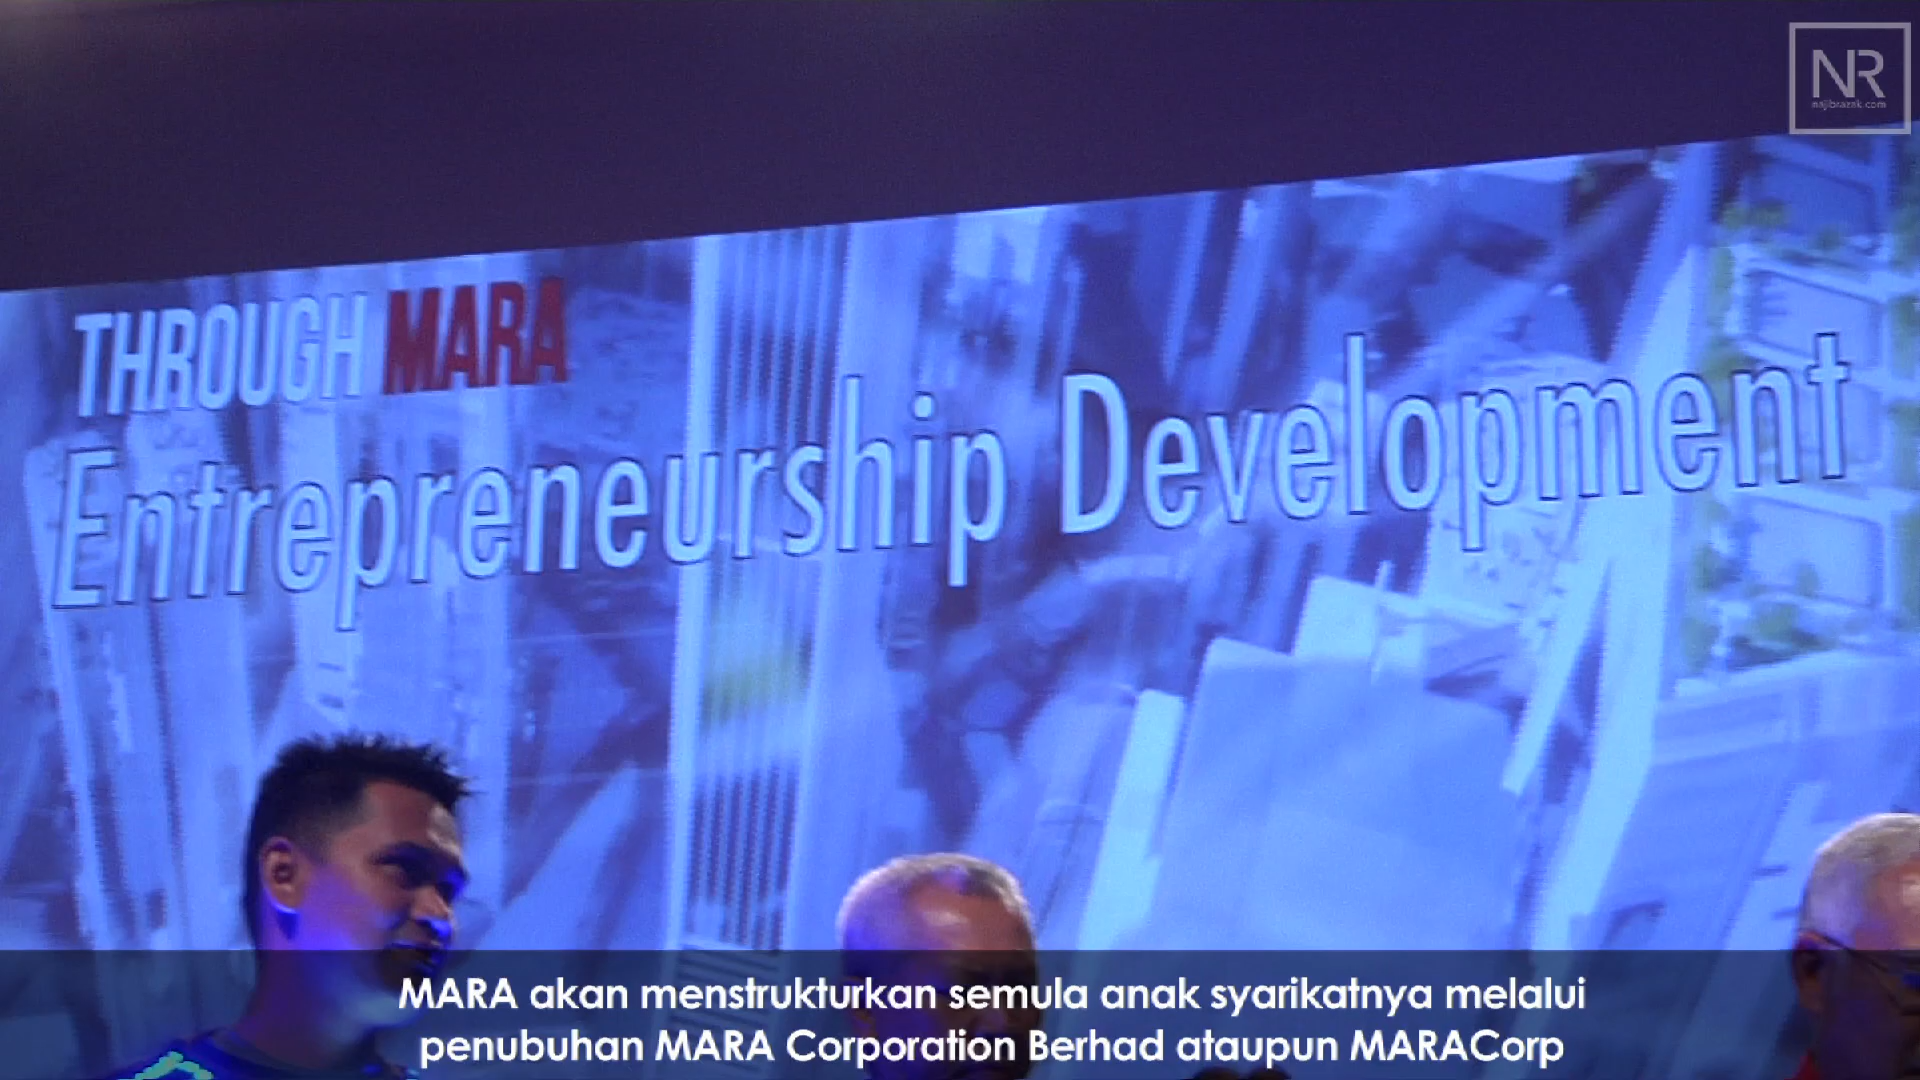 NR
najibrazak.com
THROUGH MARA
Entrepreneurship Development
MARA akan menstrukturkan semula anak syarikatnya melalui
penubuhan MARA Corporation Berhad ataupun MARACorp